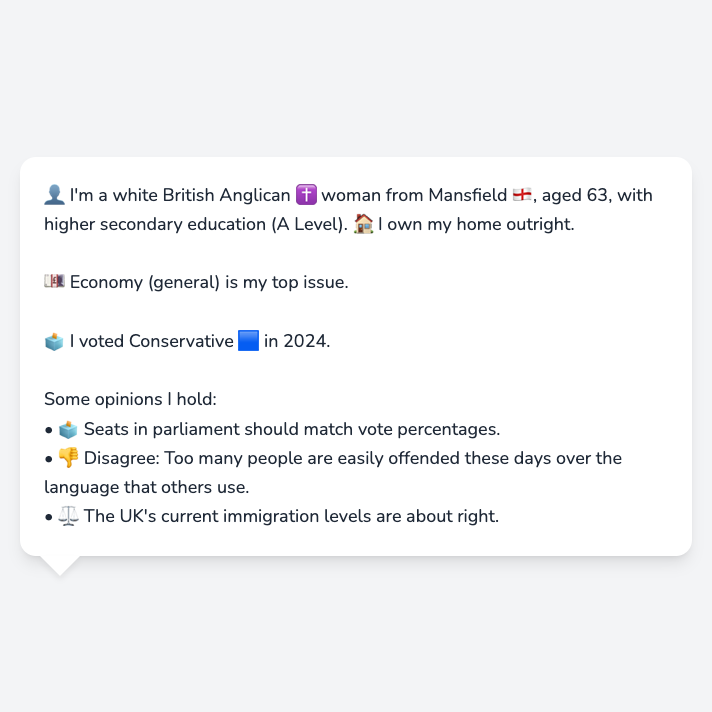 👤 I'm a white British Anglican ✝️ woman from Mansfield 🏴󠁧󠁢󠁥󠁮󠁧󠁿, aged 63, with
higher secondary education (A Level). 🏠 I own my home outright.
💷 Economy (general) is my top issue.
🗳️ I voted Conservative 🟦 in 2024.
Some opinions I hold:
• 🗳️ Seats in parliament should match vote percentages.
• 👎 Disagree: Too many people are easily offended these days over the
language that others use.
• ⚖️ The UK's current immigration levels are about right.